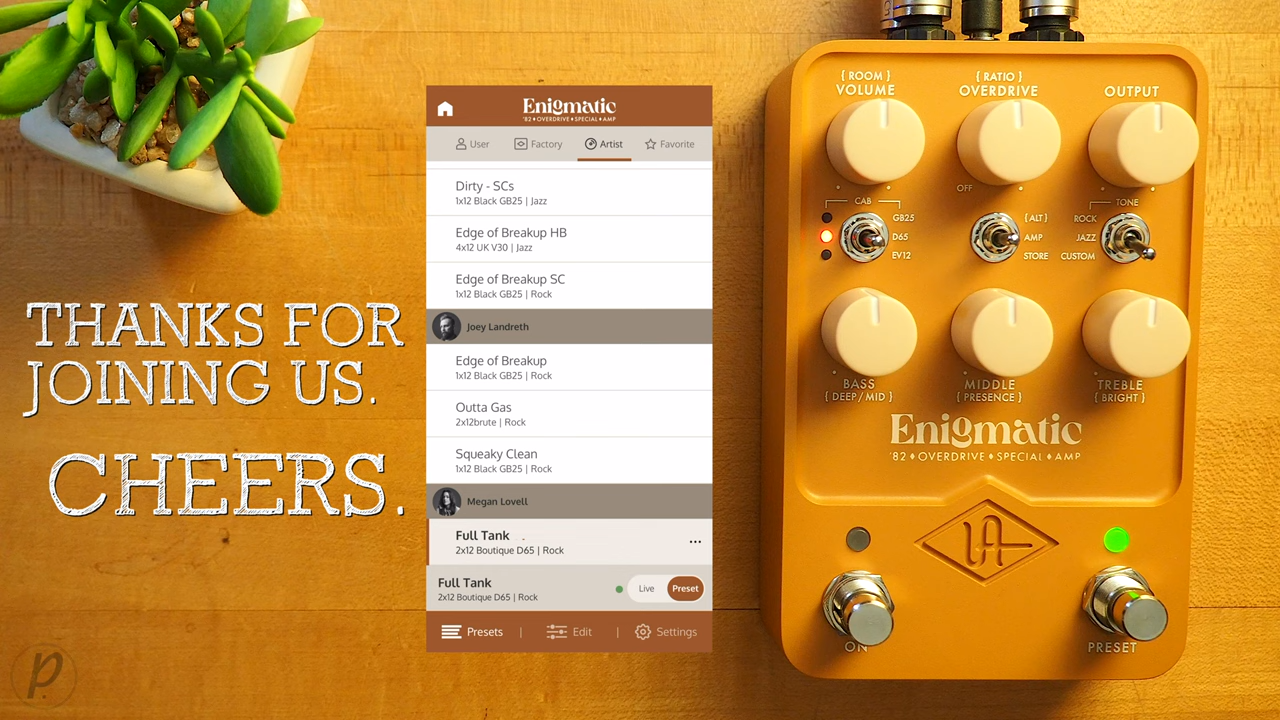 THANKS FOR
JOINING US.
CHEERS.
p.
Enigmatic
'82 ♦ OVERDRIVE ♦ SPECIAL ♦ AMP
User
Factory
Artist
Favorite
Dirty - SCs
1x12 Black GB25 | Jazz
Edge of Breakup HB
4x12 UK V30 | Jazz
Edge of Breakup SC
1x12 Black GB25 | Rock
Joey Landreth
Edge of Breakup
1x12 Black GB25 | Rock
Outta Gas
2x12brute | Rock
Squeaky Clean
1x12 Black GB25 | Rock
Megan Lovell
Full Tank
2x12 Boutique D65 | Rock
...
Full Tank
2x12 Boutique D65 | Rock
Live
Preset
Presets | Edit | Settings
{ ROOM }
VOLUME
{ RATIO }
OVERDRIVE
OUTPUT
OFF
CAB
GB25
D65
EV12
{ ALT }
AMP
STORE
TONE
ROCK
JAZZ
CUSTOM
BASS
{ DEEP / MID }
MIDDLE
{ PRESENCE }
TREBLE
{ BRIGHT }
Enigmatic
'82 ♦ OVERDRIVE ♦ SPECIAL ♦ AMP
UA
ON
PRESET